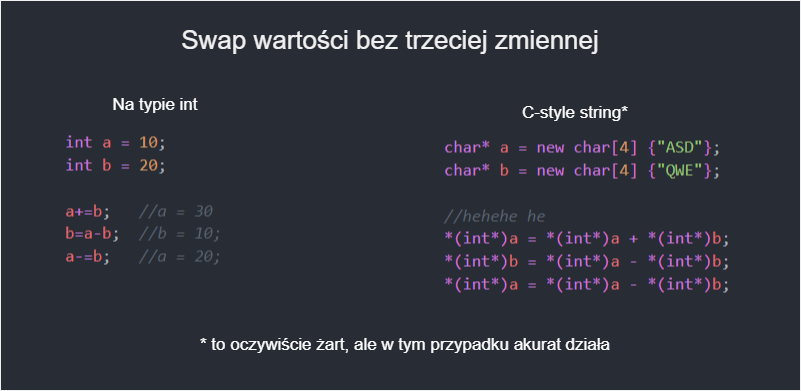 Swap wartości bez trzeciej zmiennej
Na typie int
int a = 10;
int b = 20;
a+=b; //a = 30
b=a-b; //b = 10;
a-=b; //a = 20;
C-style string*
char* a = new char[4] {"ASD"};
char* b = new char[4] {"QWE"};
//hehehe he
*(int*)a = *(int*)a + *(int*)b;
*(int*)b = *(int*)a - *(int*)b;
*(int*)a = *(int*)a - *(int*)b;
* to oczywiście żart, ale w tym przypadku akurat działa